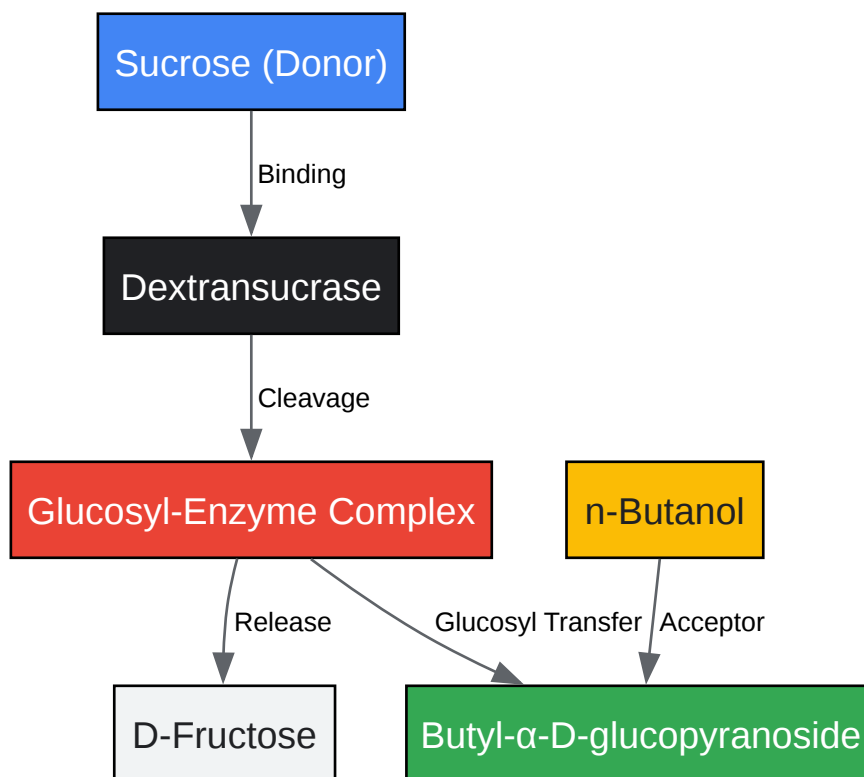 Sucrose (Donor)
Binding
Dextransucrase
Cleavage
Glucosyl-Enzyme Complex
n-Butanol
Release
Glucosyl Transfer
Acceptor
D-Fructose
Butyl-α-D-glucopyranoside